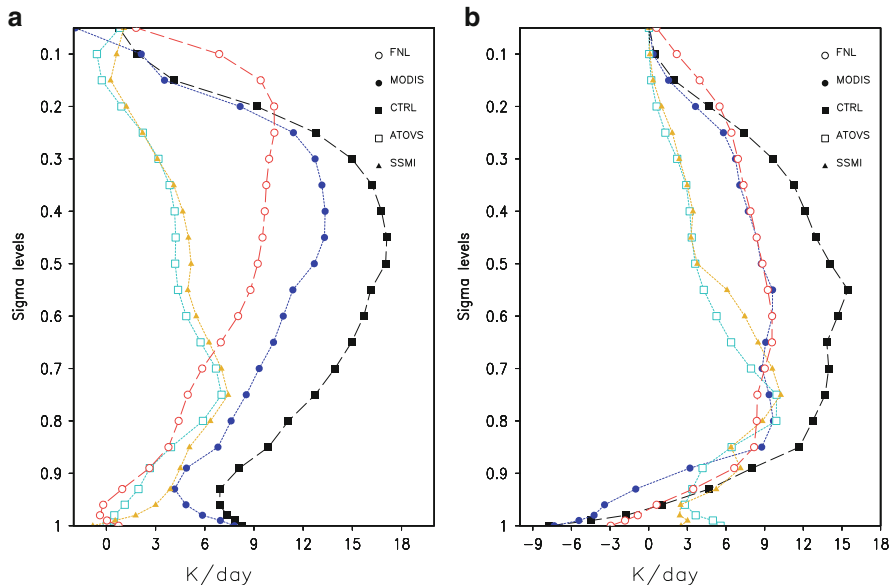 a
b
0.1
0.2
0.3
0.4
0.5
0.6
0.7
0.8
0.9
1
Sigma levels
FNL
MODIS
CTRL
ATOVS
SSMI
0 3 6 9 12 15 18
K/day
0.1
0.2
0.3
0.4
0.5
0.6
0.7
0.8
0.9
1
Sigma levels
FNL
MODIS
CTRL
ATOVS
SSMI
-9 -6 -3 0 3 6 9 12 15 18
K/day